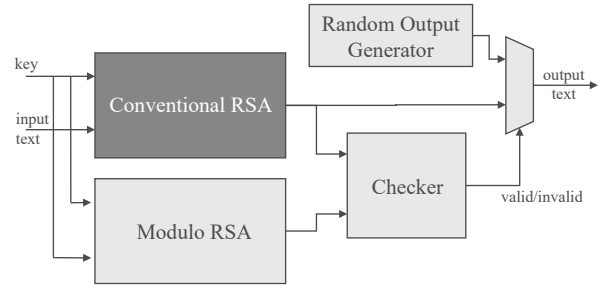 Random Output
Generator
key
Conventional RSA
output
text
input
text
Checker
valid/invalid
Modulo RSA